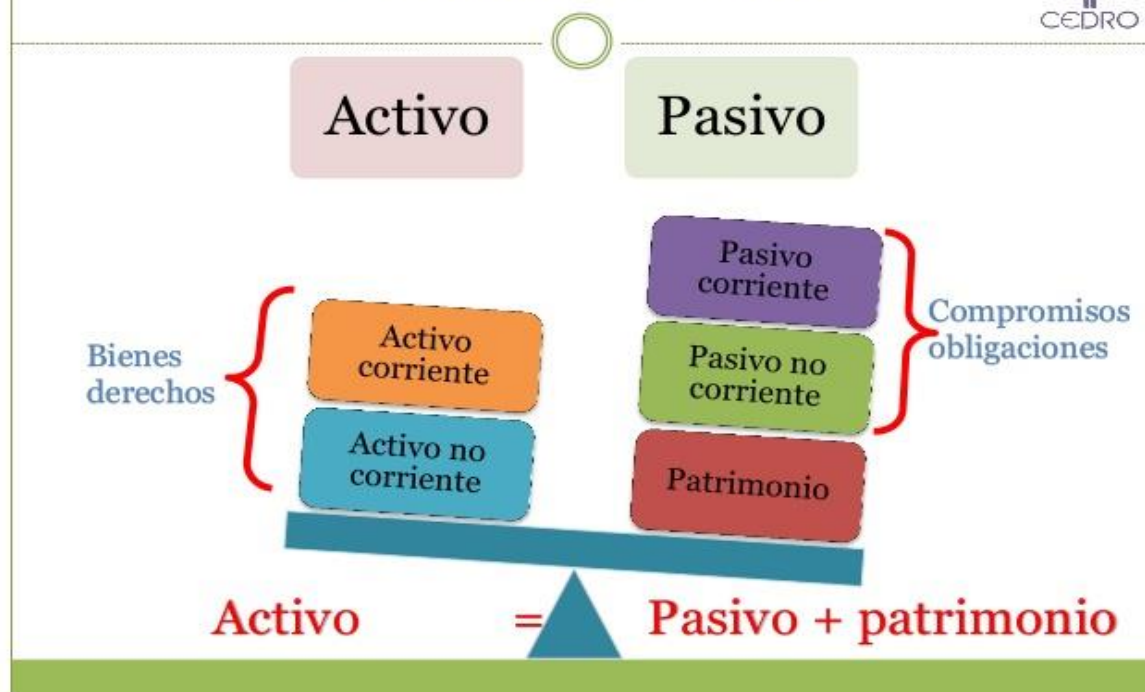 CEDRO
Activo
Pasivo
Bienes
derechos
Activo
corriente
Activo no
corriente
Pasivo
corriente
Pasivo no
corriente
Patrimonio
Compromisos
obligaciones
Activo = Pasivo + patrimonio